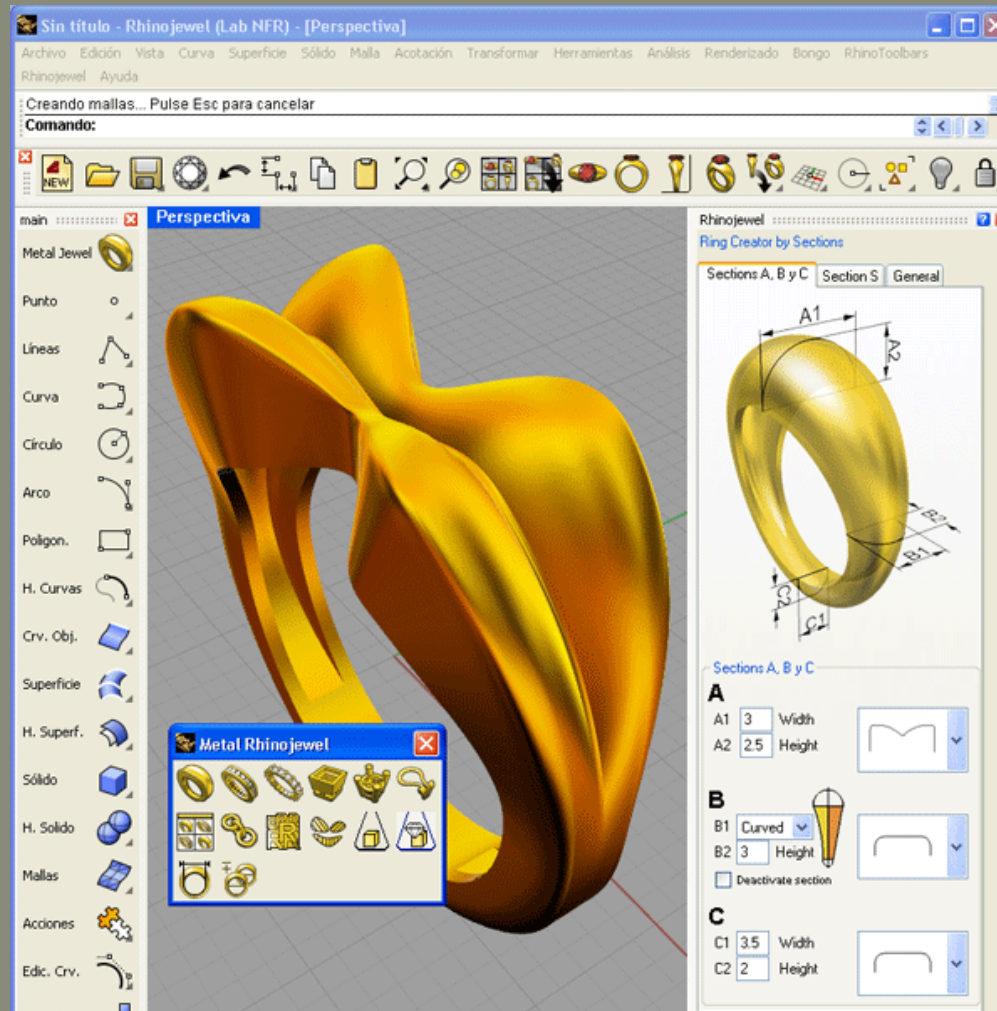 Sin título - Rhinojewel (Lab NFR) - [Perspectiva]
Archivo Edición Vista Curva Superficie Sólido Malla Acotación Transformar Herramientas Análisis Renderizado Bongo RhinoToolbars
Rhinojewel Ayuda
Creando mallas... Pulse Esc para cancelar
Comando:
NEW
main
Metal Jewel
Punto
Líneas
Curva
Círculo
Arco
Poligon.
H. Curvas
Crv. Obj.
Superficie
H. Superf.
Sólido
H. Solido
Mallas
Acciones
Edic. Crv.
Perspectiva
Metal Rhinojewel
Rhinojewel
Ring Creator by Sections
Sections A, B y C Section S General
A1
A2
B2
B1
C2
C1
Sections A, B y C
A
A1 3 Width
A2 2.5 Height
B
B1 Curved
B2 3 Height
Deactivate section
C
C1 3.5 Width
C2 2 Height